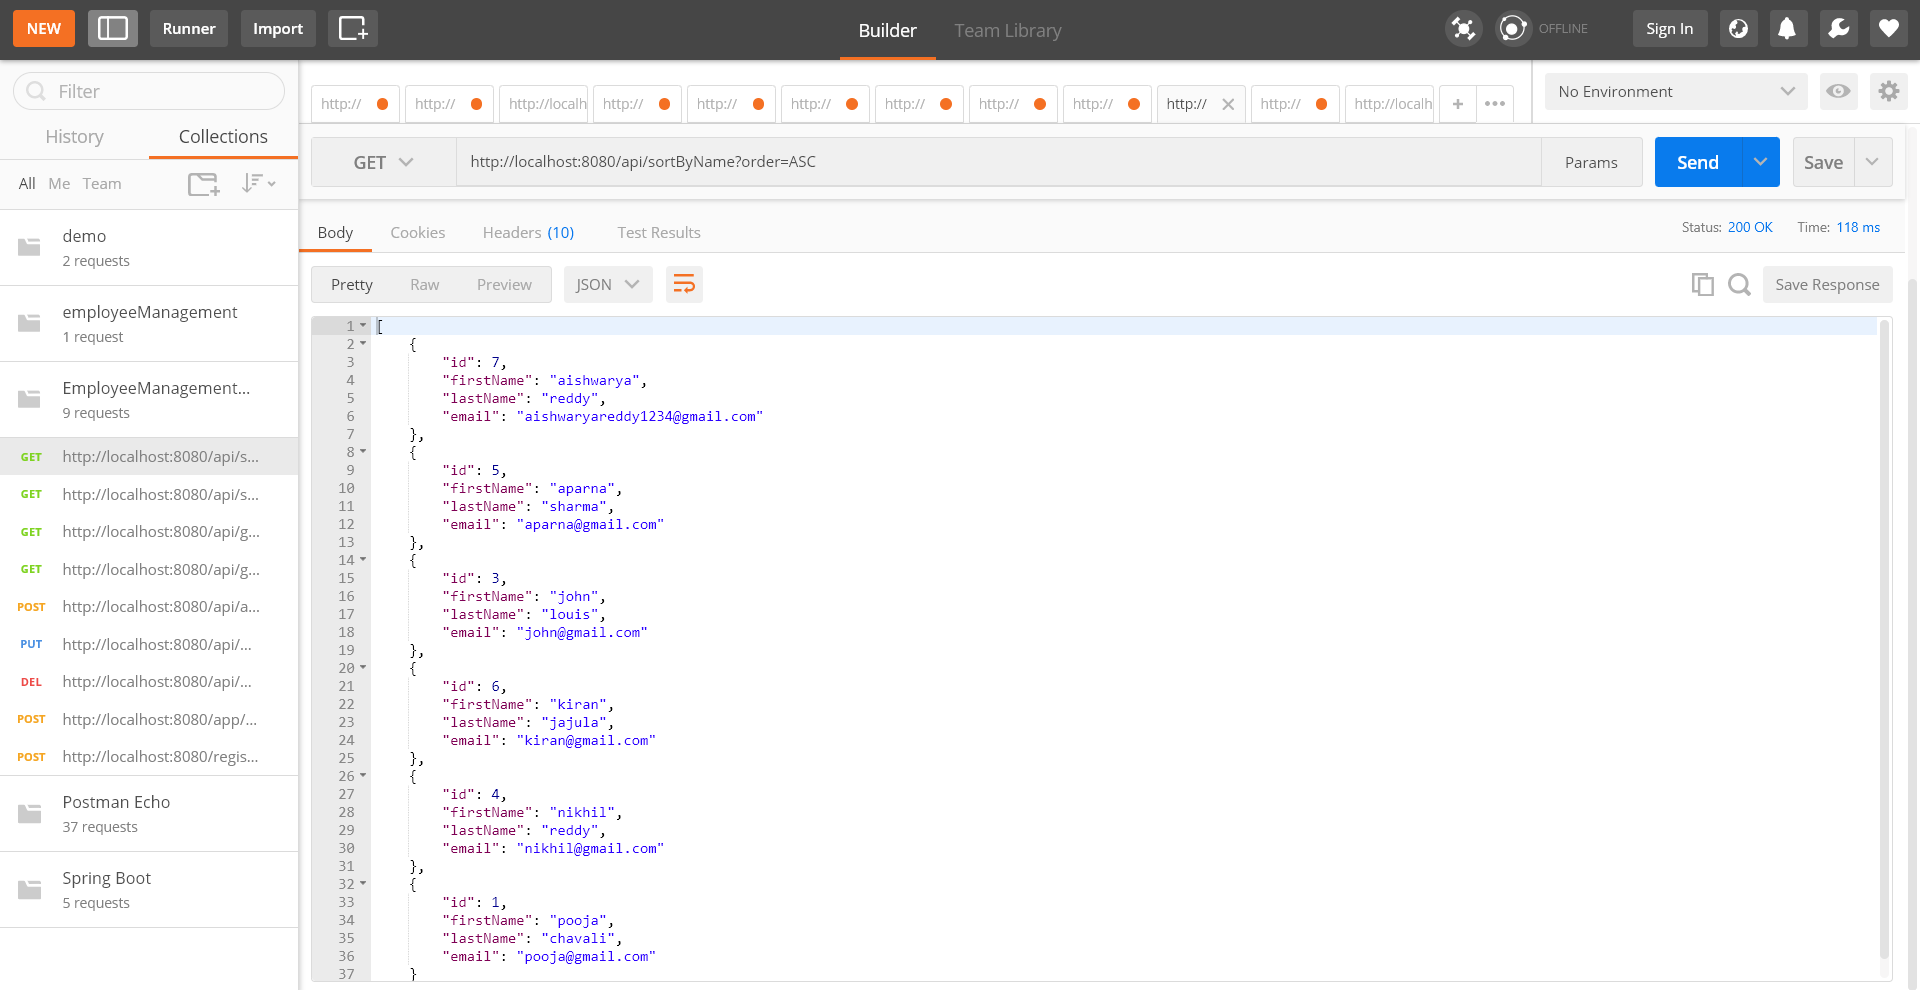 NEW Runner Import Builder Team Library OFFLINE Sign In
Filter
History Collections
All Me Team
demo
2 requests
employeeManagement
1 request
EmployeeManagement...
9 requests
GET http://localhost:8080/api/s...
GET http://localhost:8080/api/s...
GET http://localhost:8080/api/g...
GET http://localhost:8080/api/g...
POST http://localhost:8080/api/a...
PUT http://localhost:8080/api/...
DEL http://localhost:8080/api/...
POST http://localhost:8080/app/...
POST http://localhost:8080/regis...
Postman Echo
37 requests
Spring Boot
5 requests
http:// http:// http://localh http:// http:// http:// http:// http:// http:// http:// http:// http://localh + •••
No Environment
GET http://localhost:8080/api/sortByName?order=ASC Params Send Save
Body Cookies Headers (10) Test Results Status: 200 OK Time: 118 ms
Pretty Raw Preview JSON Save Response
1 [
2 {
3 "id": 7,
4 "firstName": "aishwarya",
5 "lastName": "reddy",
6 "email": "aishwaryareddy1234@gmail.com"
7 },
8 {
9 "id": 5,
10 "firstName": "aparna",
11 "lastName": "sharma",
12 "email": "aparna@gmail.com"
13 },
14 {
15 "id": 3,
16 "firstName": "john",
17 "lastName": "louis",
18 "email": "john@gmail.com"
19 },
20 {
21 "id": 6,
22 "firstName": "kiran",
23 "lastName": "jajula",
24 "email": "kiran@gmail.com"
25 },
26 {
27 "id": 4,
28 "firstName": "nikhil",
29 "lastName": "reddy",
30 "email": "nikhil@gmail.com"
31 },
32 {
33 "id": 1,
34 "firstName": "pooja",
35 "lastName": "chavali",
36 "email": "pooja@gmail.com"
37 }